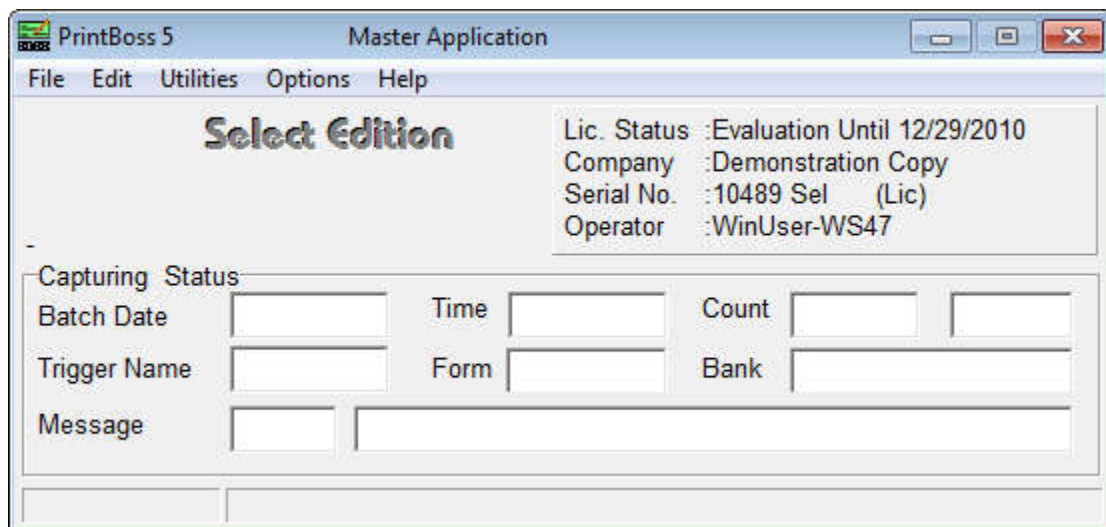 PrintBoss 5 Master Application
File Edit Utilities Options Help
Select Edition
Lic. Status :Evaluation Until 12/29/2010
Company :Demonstration Copy
Serial No. :10489 Sel (Lic)
Operator :WinUser-WS47
-
Capturing Status
Batch Date Time Count
Trigger Name Form Bank
Message